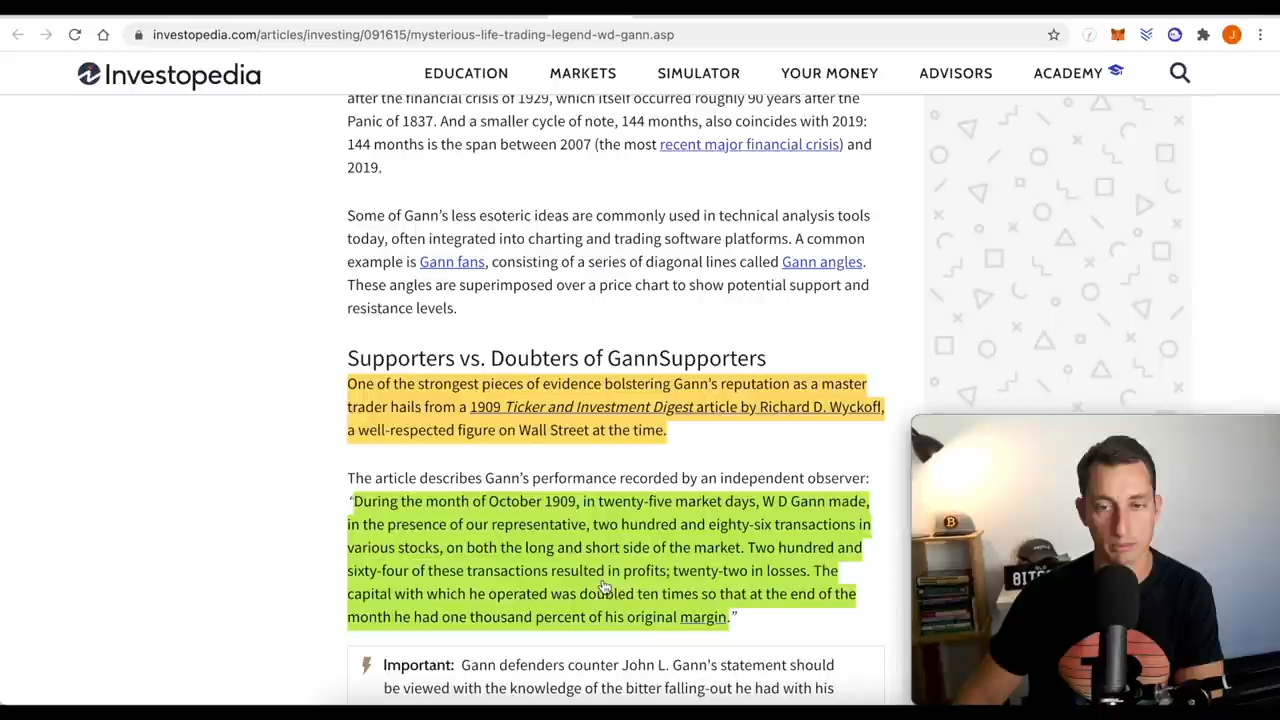 investopedia.com/articles/investing/091615/mysterious-life-trading-legend-wd-gann.asp
J
Investopedia
EDUCATION
MARKETS
SIMULATOR
YOUR MONEY
ADVISORS
ACADEMY
after the financial crisis of 1929, which itself occurred roughly 90 years after the
Panic of 1837. And a smaller cycle of note, 144 months, also coincides with 2019:
144 months is the span between 2007 (the most recent major financial crisis) and
2019.
Some of Gann's less esoteric ideas are commonly used in technical analysis tools
today, often integrated into charting and trading software platforms. A common
example is Gann fans, consisting of a series of diagonal lines called Gann angles.
These angles are superimposed over a price chart to show potential support and
resistance levels.
Supporters vs. Doubters of GannSupporters
One of the strongest pieces of evidence bolstering Gann's reputation as a master
trader hails from a 1909 Ticker and Investment Digest article by Richard D. Wyckoff,
a well-respected figure on Wall Street at the time.
The article describes Gann's performance recorded by an independent observer:
“During the month of October 1909, in twenty-five market days, W D Gann made,
in the presence of our representative, two hundred and eighty-six transactions in
various stocks, on both the long and short side of the market. Two hundred and
sixty-four of these transactions resulted in profits; twenty-two in losses. The
capital with which he operated was doubled ten times so that at the end of the
month he had one thousand percent of his original margin.”
Important: Gann defenders counter John L. Gann's statement should
be viewed with the knowledge of the bitter falling-out he had with his